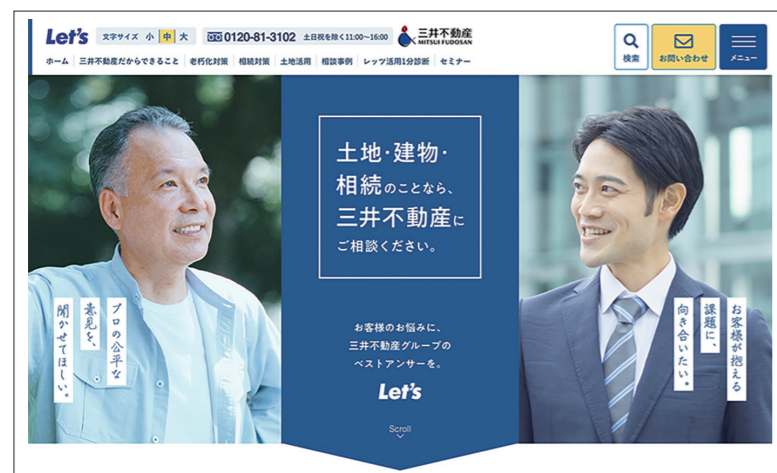 Let's 文字サイズ 小 中 大 0120-81-3102 土日祝を除く11:00～16:00 三井不動産
MITSUI FUDOSAN
検索
お問い合わせ
メニュー
ホーム 三井不動産だからできること 老朽化対策 相続対策 土地活用 相談事例 レッツ活用1分診断 セミナー
土地・建物・
相続のことなら、
三井不動産に
ご相談ください。
プロの公平な
意見を、
聞かせてほしい。
お客様が抱える
課題に、
向き合いたい。
お客様のお悩みに、
三井不動産グループの
ベストアンサーを。
Let's
Scroll